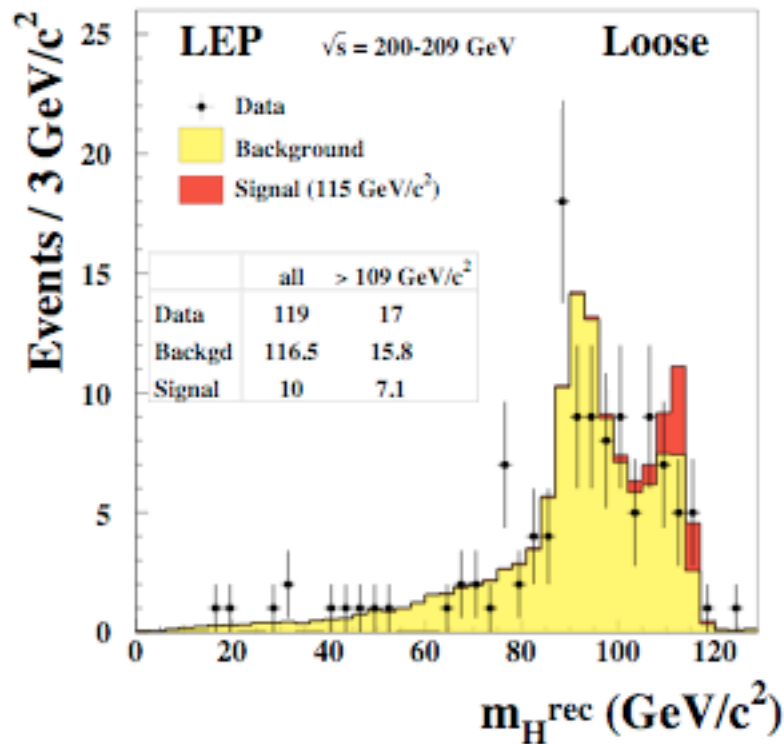 LEP √s = 200-209 GeV Loose
Data
Background
Signal (115 GeV/c²)
all > 109 GeV/c²
Data 119 17
Backgd 116.5 15.8
Signal 10 7.1
Events / 3 GeV/c²
25
20
15
10
5
0
0 20 40 60 80 100 120
m_H^rec (GeV/c²)